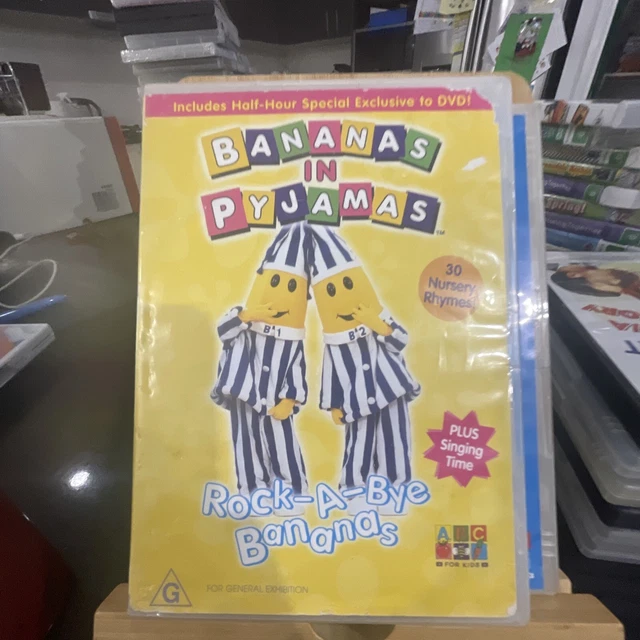 Includes Half-Hour Special Exclusive to DVD!
BANANAS
IN
PYJAMAS
TM
30
Nursery
Rhymes
B1
B2
PLUS
Singing
Time
Rock-A-Bye
Bananas
ABC
FOR KIDS
G
FOR GENERAL EXHIBITION